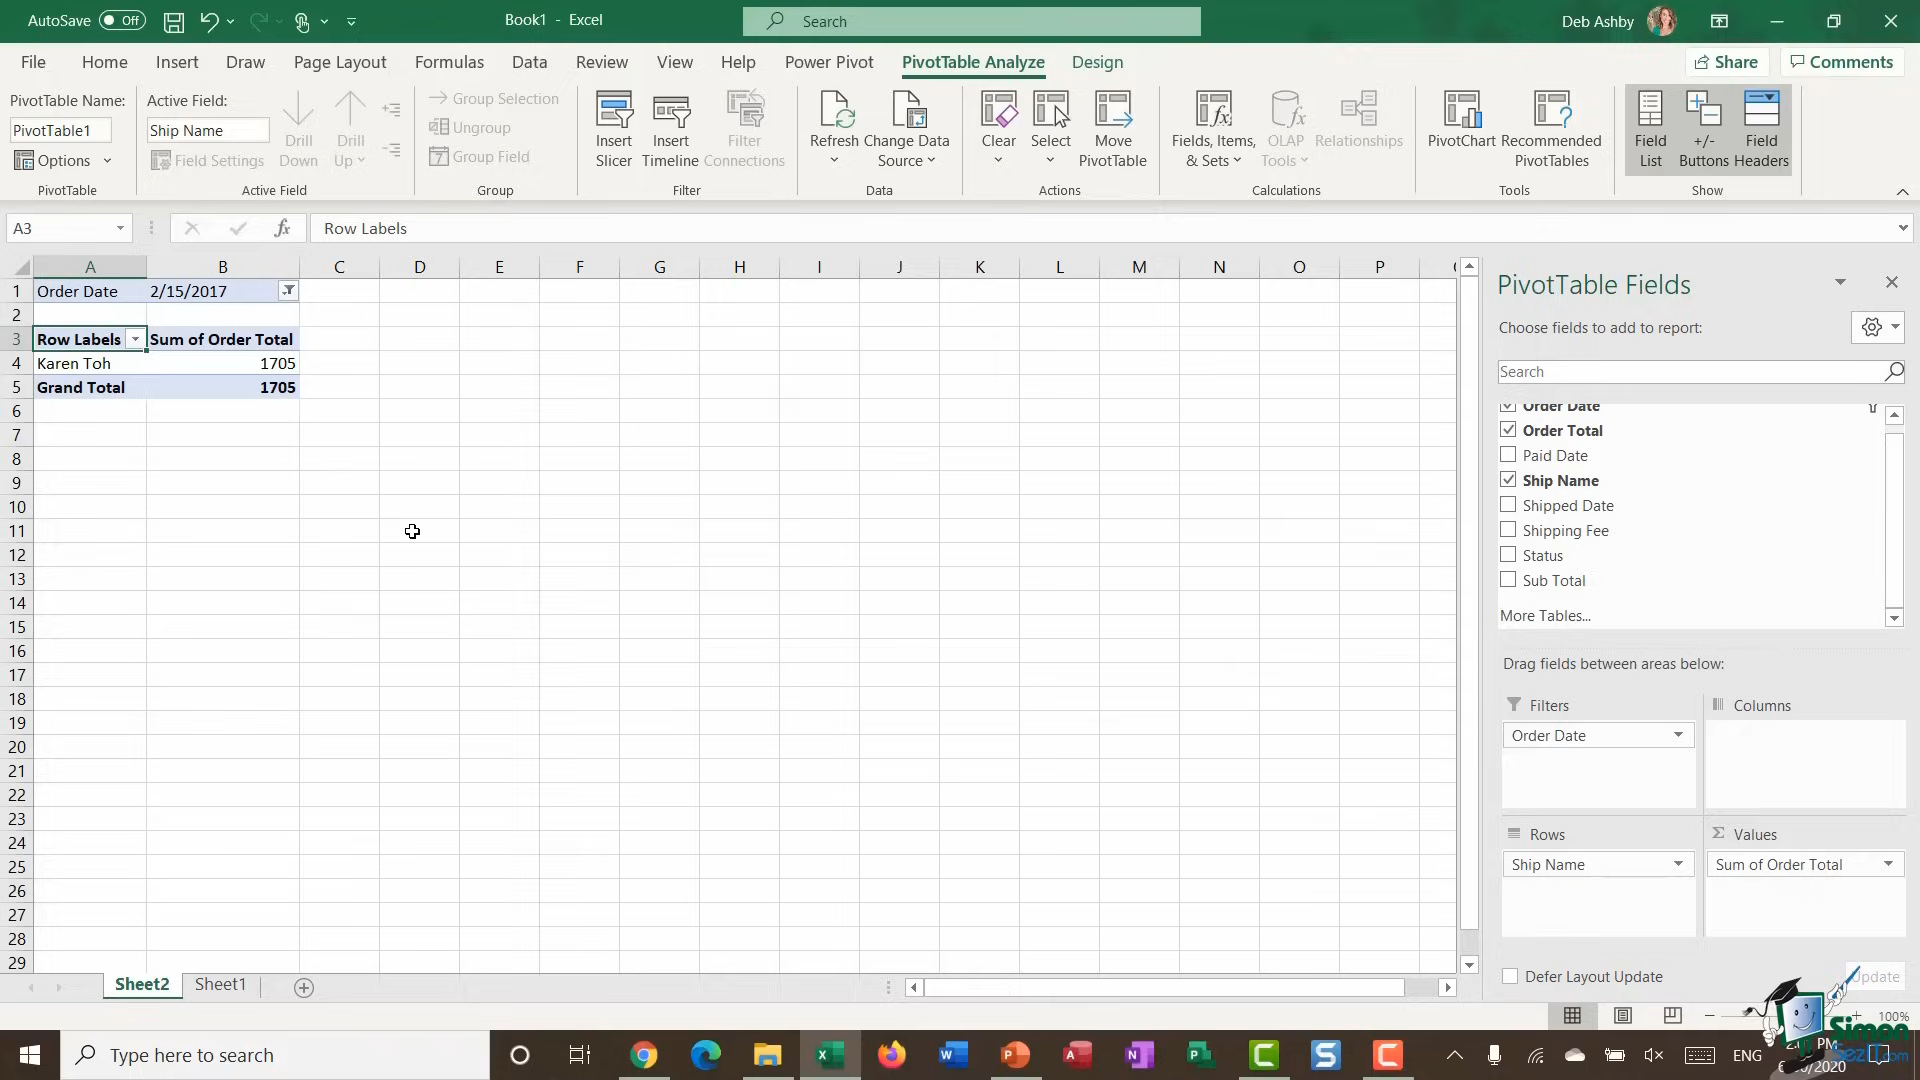 AutoSave Off
Book1 - Excel
Search
Deb Ashby
File Home Insert Draw Page Layout Formulas Data Review View Help Power Pivot PivotTable Analyze Design
Share
Comments
PivotTable Name:
PivotTable1
Options
PivotTable
Active Field:
Ship Name
Field Settings
Drill Down
Drill Up
Active Field
Group Selection
Ungroup
Group Field
Group
Insert Slicer
Insert Timeline
Filter Connections
Filter
Refresh
Change Data Source
Data
Clear
Select
Move PivotTable
Actions
Fields, Items, & Sets
OLAP Tools
Relationships
Calculations
PivotChart
Recommended PivotTables
Tools
Field List
+/- Buttons
Field Headers
Show
A3
fx
Row Labels
A B C D E F G H I J K L M N O P
1 Order Date 2/15/2017
2
3 Row Labels Sum of Order Total
4 Karen Toh 1705
5 Grand Total 1705
6
7
8
9
10
11
12
13
14
15
16
17
18
19
20
21
22
23
24
25
26
27
28
29
PivotTable Fields
Choose fields to add to report:
Search
Order Date
Order Total
Paid Date
Ship Name
Shipped Date
Shipping Fee
Status
Sub Total
More Tables...
Drag fields between areas below:
Filters
Order Date
Columns
Rows
Ship Name
Values
Sum of Order Total
Defer Layout Update
Sheet2 Sheet1
100%
Type here to search
ENG
Simon
SezIT.com